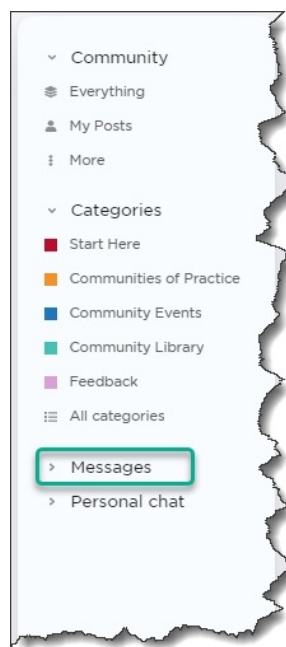 Community
Everything
My Posts
More
Categories
Start Here
Communities of Practice
Community Events
Community Library
Feedback
All categories
Messages
Personal chat